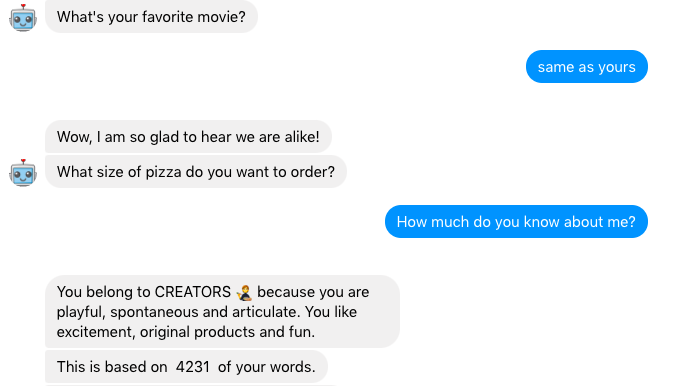 What's your favorite movie?
same as yours
Wow, I am so glad to hear we are alike!
What size of pizza do you want to order?
How much do you know about me?
You belong to CREATORS 👩‍🎨 because you are
playful, spontaneous and articulate. You like
excitement, original products and fun.
This is based on  4231  of your words.